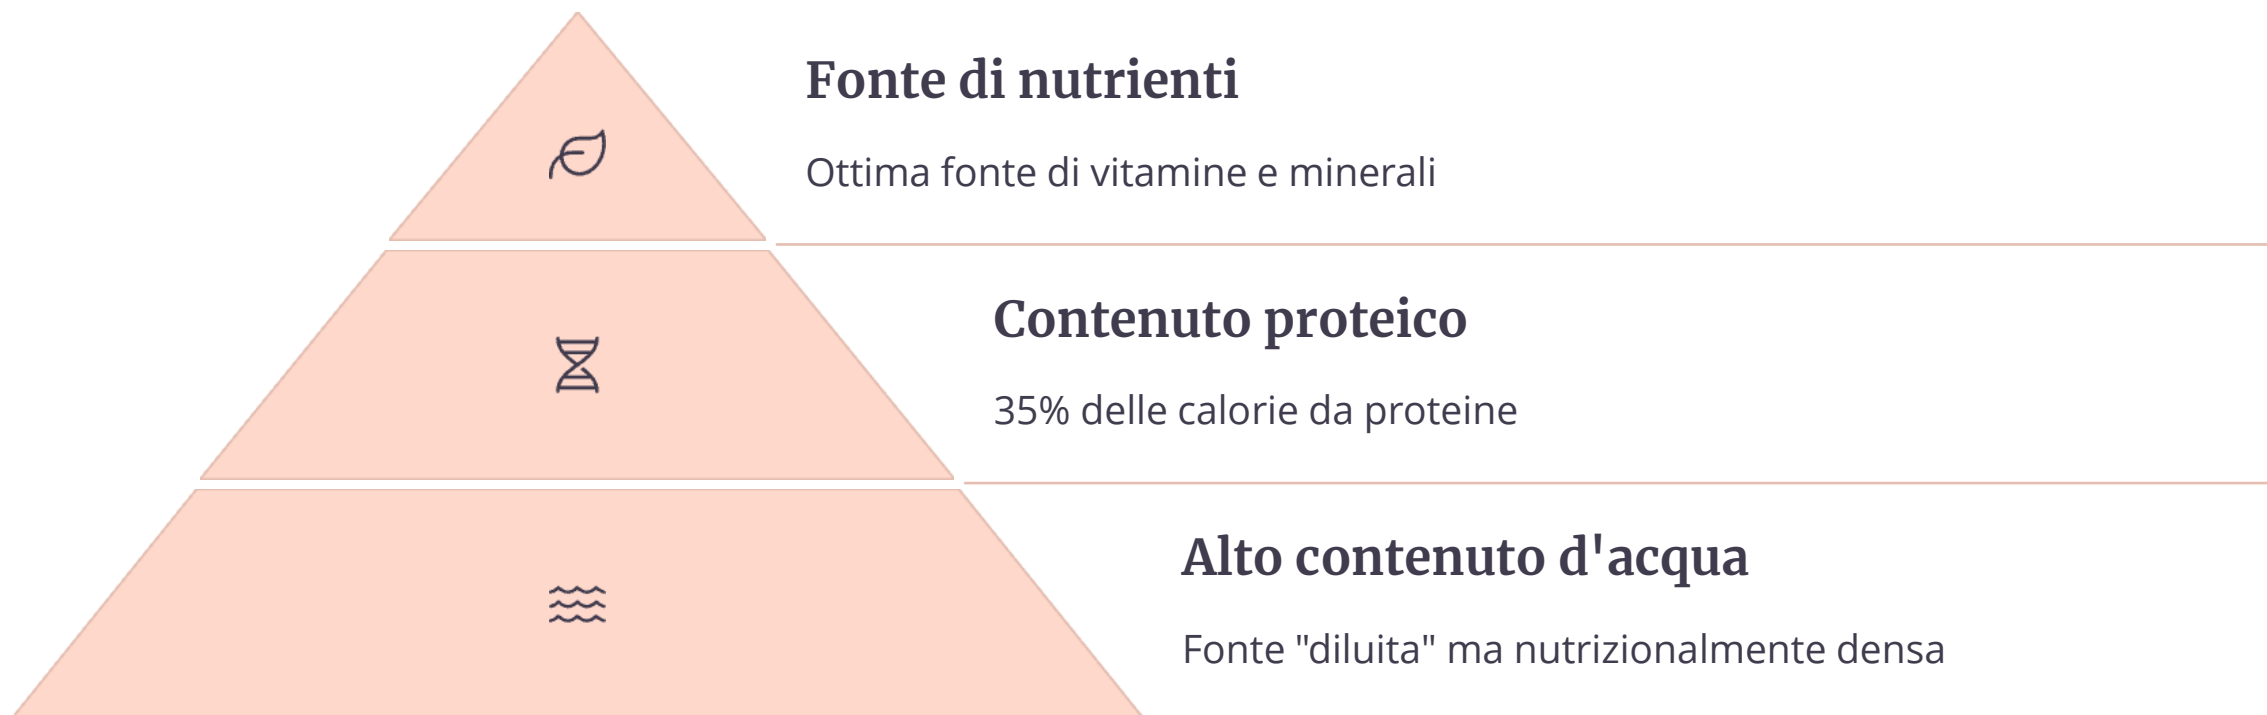 Fonte di nutrienti
Ottima fonte di vitamine e minerali
Contenuto proteico
35% delle calorie da proteine
Alto contenuto d'acqua
Fonte "diluita" ma nutrizionalmente densa